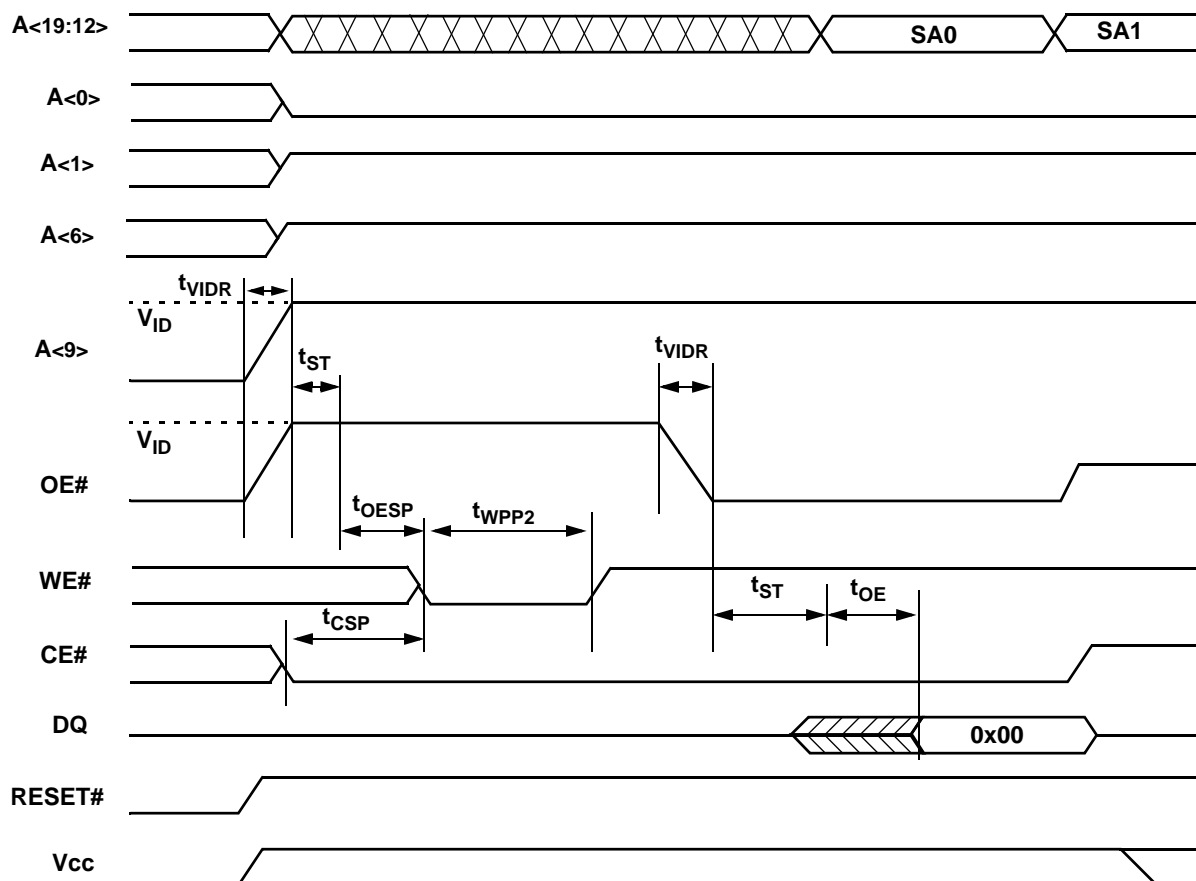 A<19:12>
SA0
SA1
A<0>
A<1>
A<6>
tVIDR
VID
A<9>
tST
tVIDR
VID
OE#
tOESP
tWPP2
WE#
tST
tOE
tCSP
CE#
DQ
0x00
RESET#
Vcc